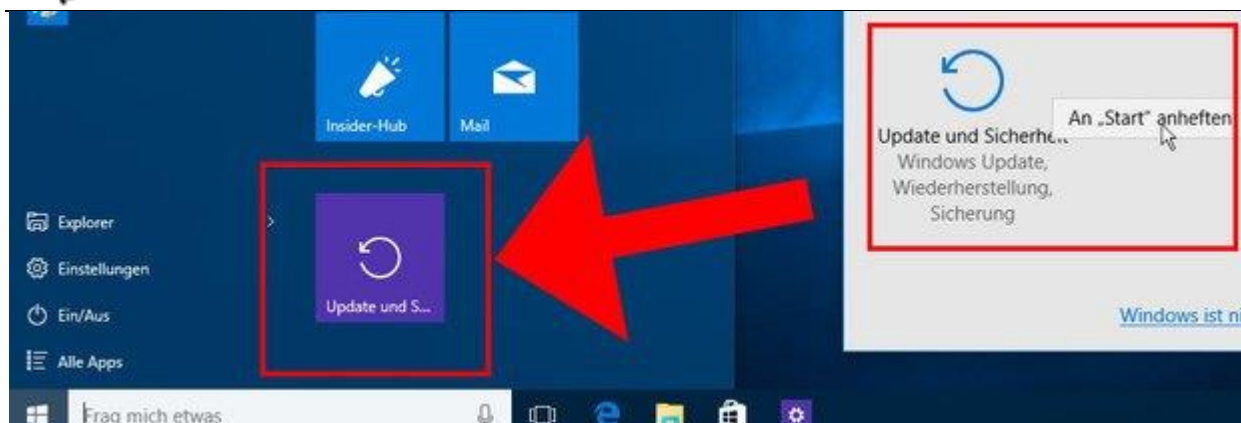 Insider-Hub
Mail
Explorer
Einstellungen
Ein/Aus
Alle Apps
Update und S...
Frag mich etwas
Update und Sicherhe
An „Start“ anheften
Windows Update,
Wiederherstellung,
Sicherung
Windows ist ni